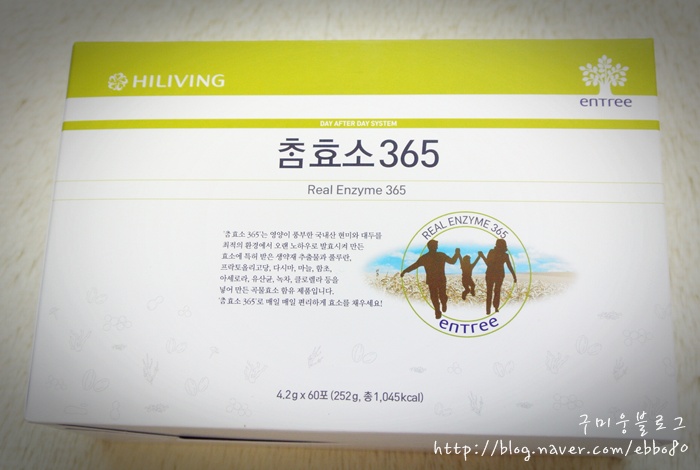 HILIVING
entree
DAY AFTER DAY SYSTEM
참효소365
Real Enzyme 365
'참효소 365'는 영양이 풍부한 국내산 현미와 대두를
최적의 환경에서 오랜 노하우로 발효시켜 만든
효소에 특허 받은 생약재 추출물과 풀루란,
프락토올리고당, 다시마, 마늘, 함초,
아세로라, 유산균, 녹차, 클로렐라 등을
넣어 만든 곡물효소 함유 제품입니다.
'참효소 365'로 매일 매일 편리하게 효소를 채우세요!
REAL ENZYME 365
entree
4.2g x 60포 (252g, 총1,045kcal)
구미웅블로그
http://blog.naver.com/ebbo80